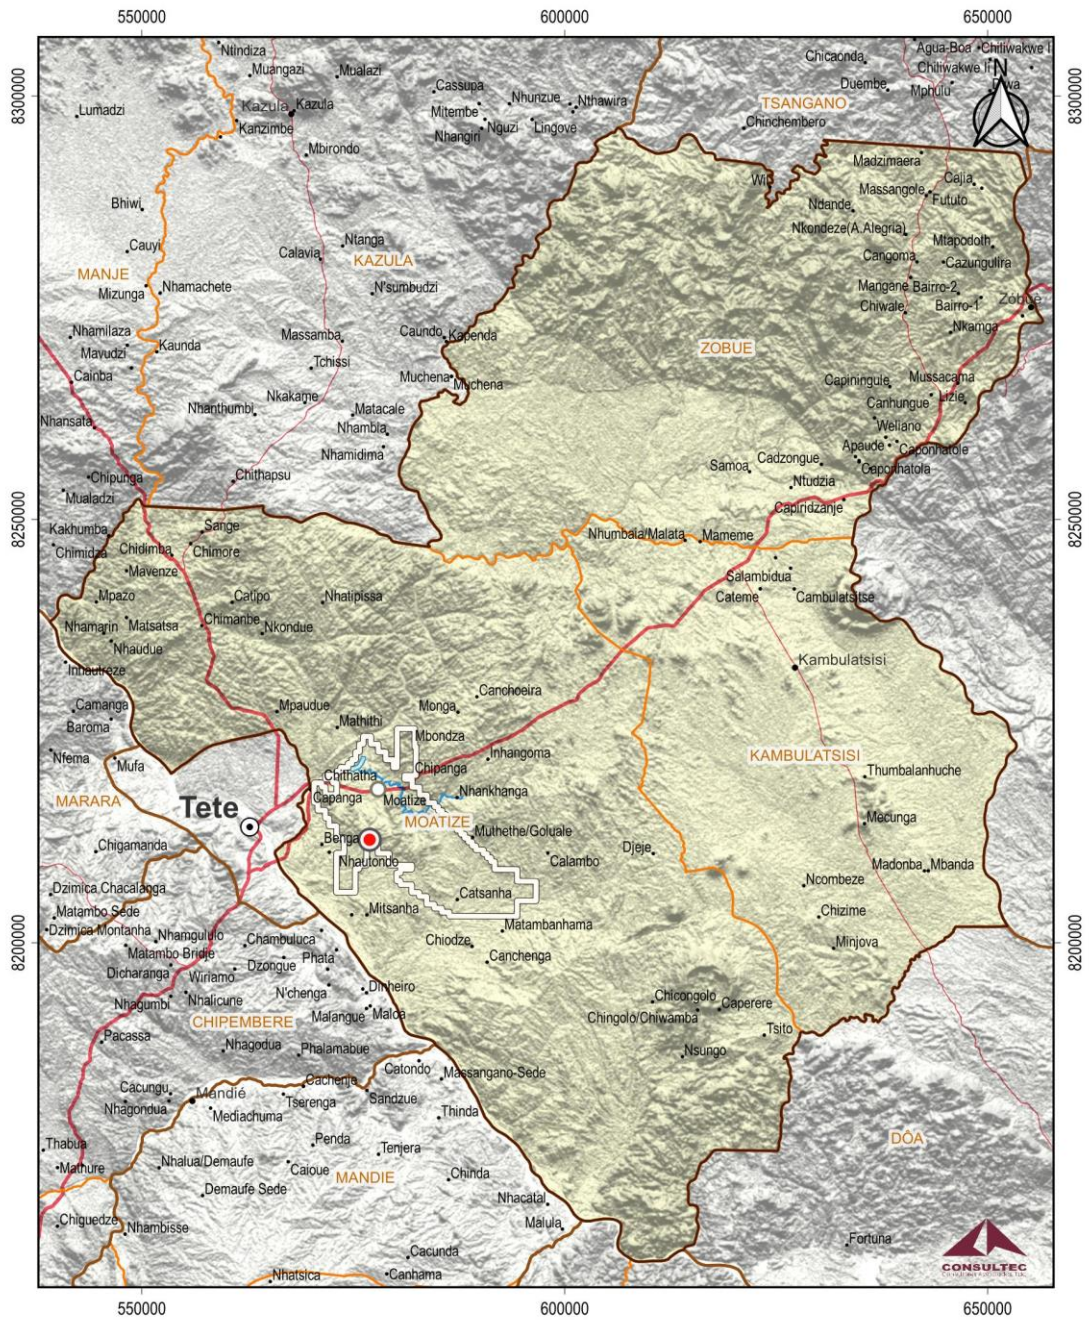 550000 600000 650000
Ntindiza Chicaonda Agua-Boa Chiliwakwe I
Muangazi Mualazi Chiliwakwe Ii N
Cassupa Duembe Mphulu
8300000 Lumadzi Kazula Kazula Mitembe Nhunzue Nthawira TSANGANO 8300000
Kanzimbe Nhangiri Nguzi Lingove Chinchembero
Mbirondo Madzimaera
Massangole Cajia
Bhiwi Ndande Fututo
Cauyi Ntanga Nkondeze(A.Alegria) Mtapodoth
Calavia KAZULA Cangoma Cazungulira
MANJE Mizunga Nhamachete N'sumbudzi Mangane Bairro-2
Chiwale Bairro-1 Zóbuè
Nhamilaza Massamba Caundo Kapenda Nkamga
Mavudzi Kaunda ZOBUE
Tchissi
Cainba Muchena Muchena Capiningule Mussacama
Nkakame Canhungue Lizie
Nhanthumbi Matacale Weliano
Nhansata Nhambla Apaude Caponhatole
Nhamidima Cadzongue Caponhatola
Chipunga Chithapsu Samoa
Mualadzi Ntudzia
Capiridzanje
8250000 Kakhumba Sange Nhumbala/Malata Mameme 8250000
Chimidza Chidimba Chimore
Mavenze Salambidua
Mpazo Catipo Nhatipissa Cateme Cambulatsitse
Nhamarin Matsatsa Chimanbe
Nhaudue Nkondue
Inhautreze Kambulatsisi
Camanga Mpaudue Monga Canchoeira
Baroma Mathithi
Mbondza
Nfema Mufa Inhangoma KAMBULATSISI
Chithatha Chipanga Thumbalanhuche
MARARA Capanga Moatize Nhankhanga
Tete MOATIZE Mecunga
Benga Muthethe/Goluale
Chigamanda Nhautondo Calambo Djeje Madonba Mbanda
Dzimica Chacalanga Catsanha Ncombeze
Matambo Sede Mitsanha Chizime
Dzimica Montanha Nhamgululo Matambanhama
8200000 Matambo Bridje Chambuluca Chiodze Minjova 8200000
Dicharanga Dzongue Phata Canchenga
Wiriamo
Nhagumbi Nhalicune N'chenga Dinheiro Chicongolo Caperere
Malangue Maloa Chingolo/Chiwamba
CHIPEMBERE Tsito
Pacassa Nhagodua Phalamabue Nsungo
Catondo
Cacungu Cachenje Massangano-Sede
Mandié Tserenga Sandzue
Nhagondua Mediachuma Thinda
Thabua Penda DÔA
Mathure Nhalua/Demaufe Caioue Tenjera
MANDIE Chinda
Demaufe Sede
Nhacatal
Chiguedze Nhambisse Malula
Cacunda Fortuna
Nhatsica Canhama CONSULTEC
550000 600000 650000